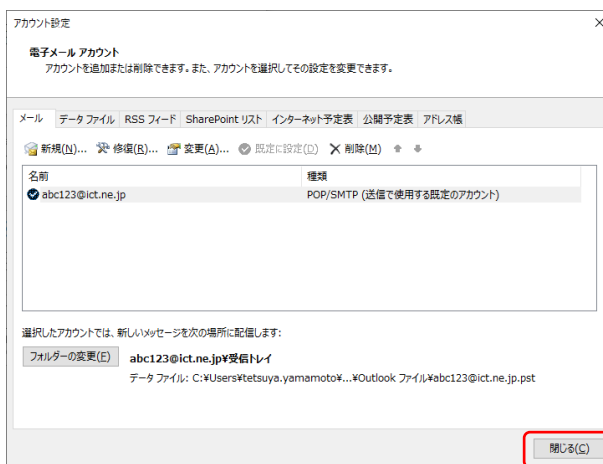 アカウント設定
電子メール アカウント
アカウントを追加または削除できます。また、アカウントを選択してその設定を変更できます。
メール データ ファイル RSS フィード SharePoint リスト インターネット予定表 公開予定表 アドレス帳
新規(N)... 修復(R)... 変更(A)... 既定に設定(D) 削除(M)
名前 種類
abc123@ict.ne.jp POP/SMTP (送信で使用する既定のアカウント)
選択したアカウントでは、新しいメッセージを次の場所に配信します:
フォルダーの変更(F) abc123@ict.ne.jp¥受信トレイ
データ ファイル: C:¥Users¥tetsuya.yamamoto¥...¥Outlook ファイル¥abc123@ict.ne.jp.pst
閉じる(C)